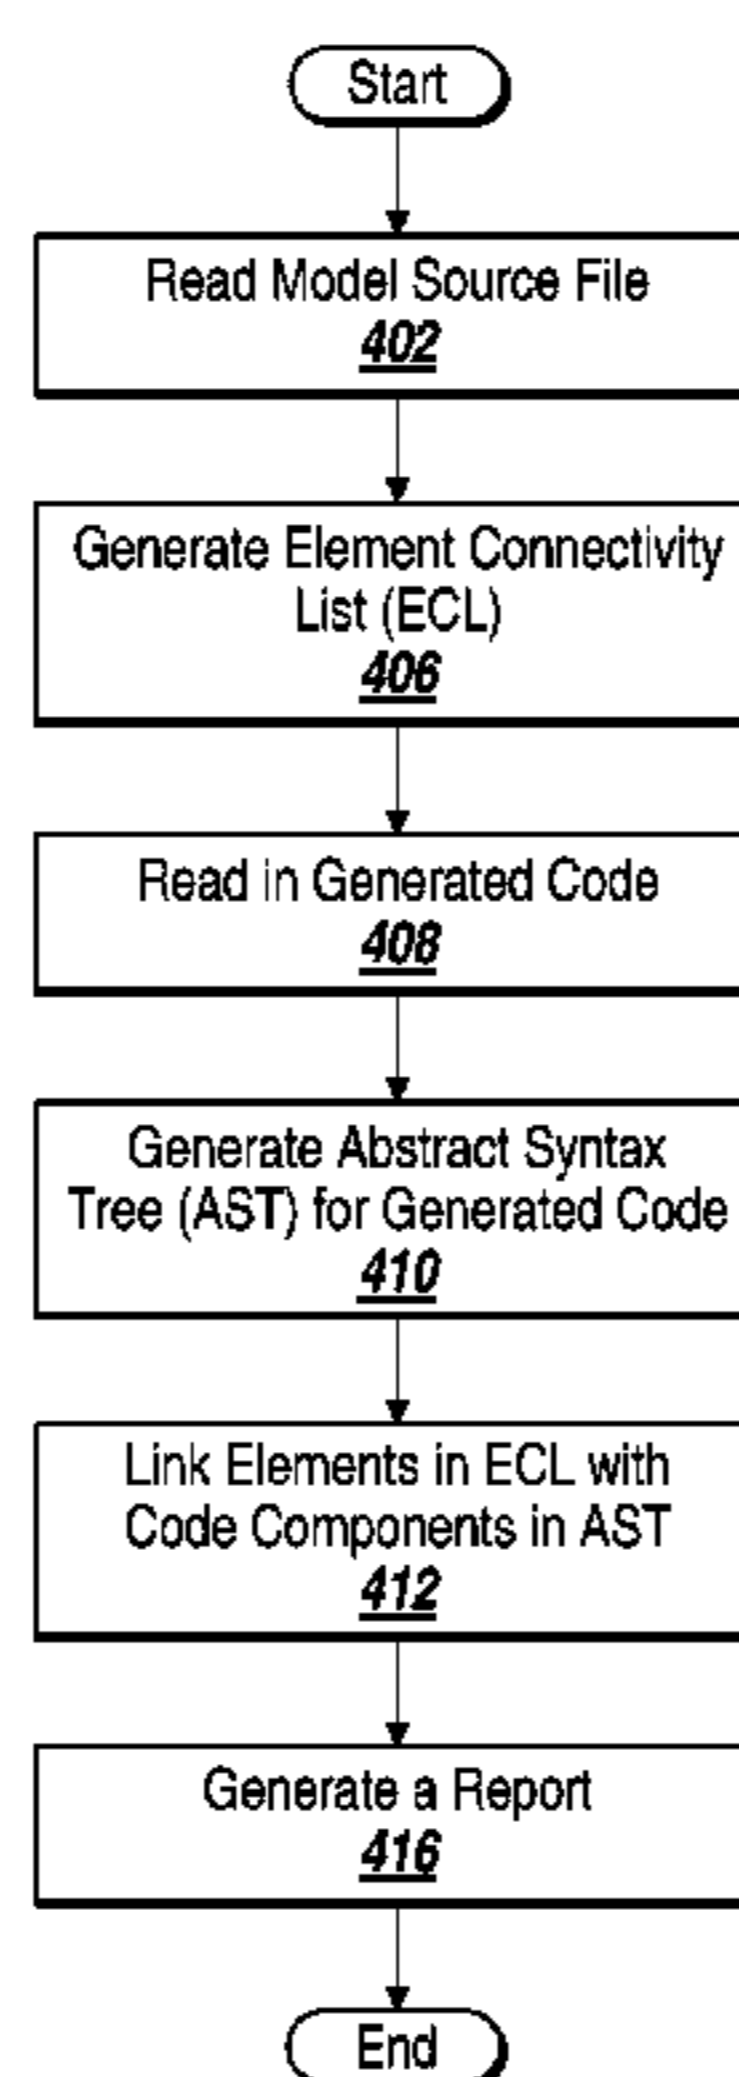 Start
Read Model Source File
402
Generate Element Connectivity
List (ECL)
406
Read in Generated Code
408
Generate Abstract Syntax
Tree (AST) for Generated Code
410
Link Elements in ECL with
Code Components in AST
412
Generate a Report
416
End